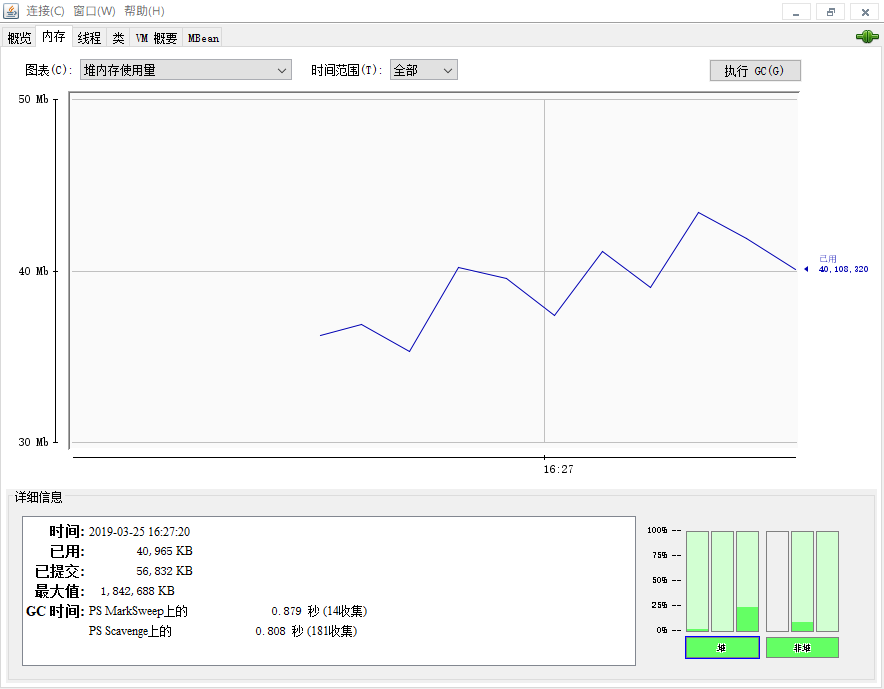 连接(C) 窗口(W) 帮助(H)
概览 内存 线程 类 VM 概要 MBean
图表(C): 堆内存使用量 时间范围(T): 全部 执行 GC(G)
50 Mb
已用
40 Mb 40,108,320
30 Mb
16:27
详细信息
时间: 2019-03-25 16:27:20
已用: 40,965 KB
已提交: 56,832 KB
最大值: 1,842,688 KB
GC 时间: PS MarkSweep上的 0.879 秒 (14收集)
PS Scavenge上的 0.808 秒 (181收集)
100% --
75% --
50% --
25% --
0% --
堆 非堆